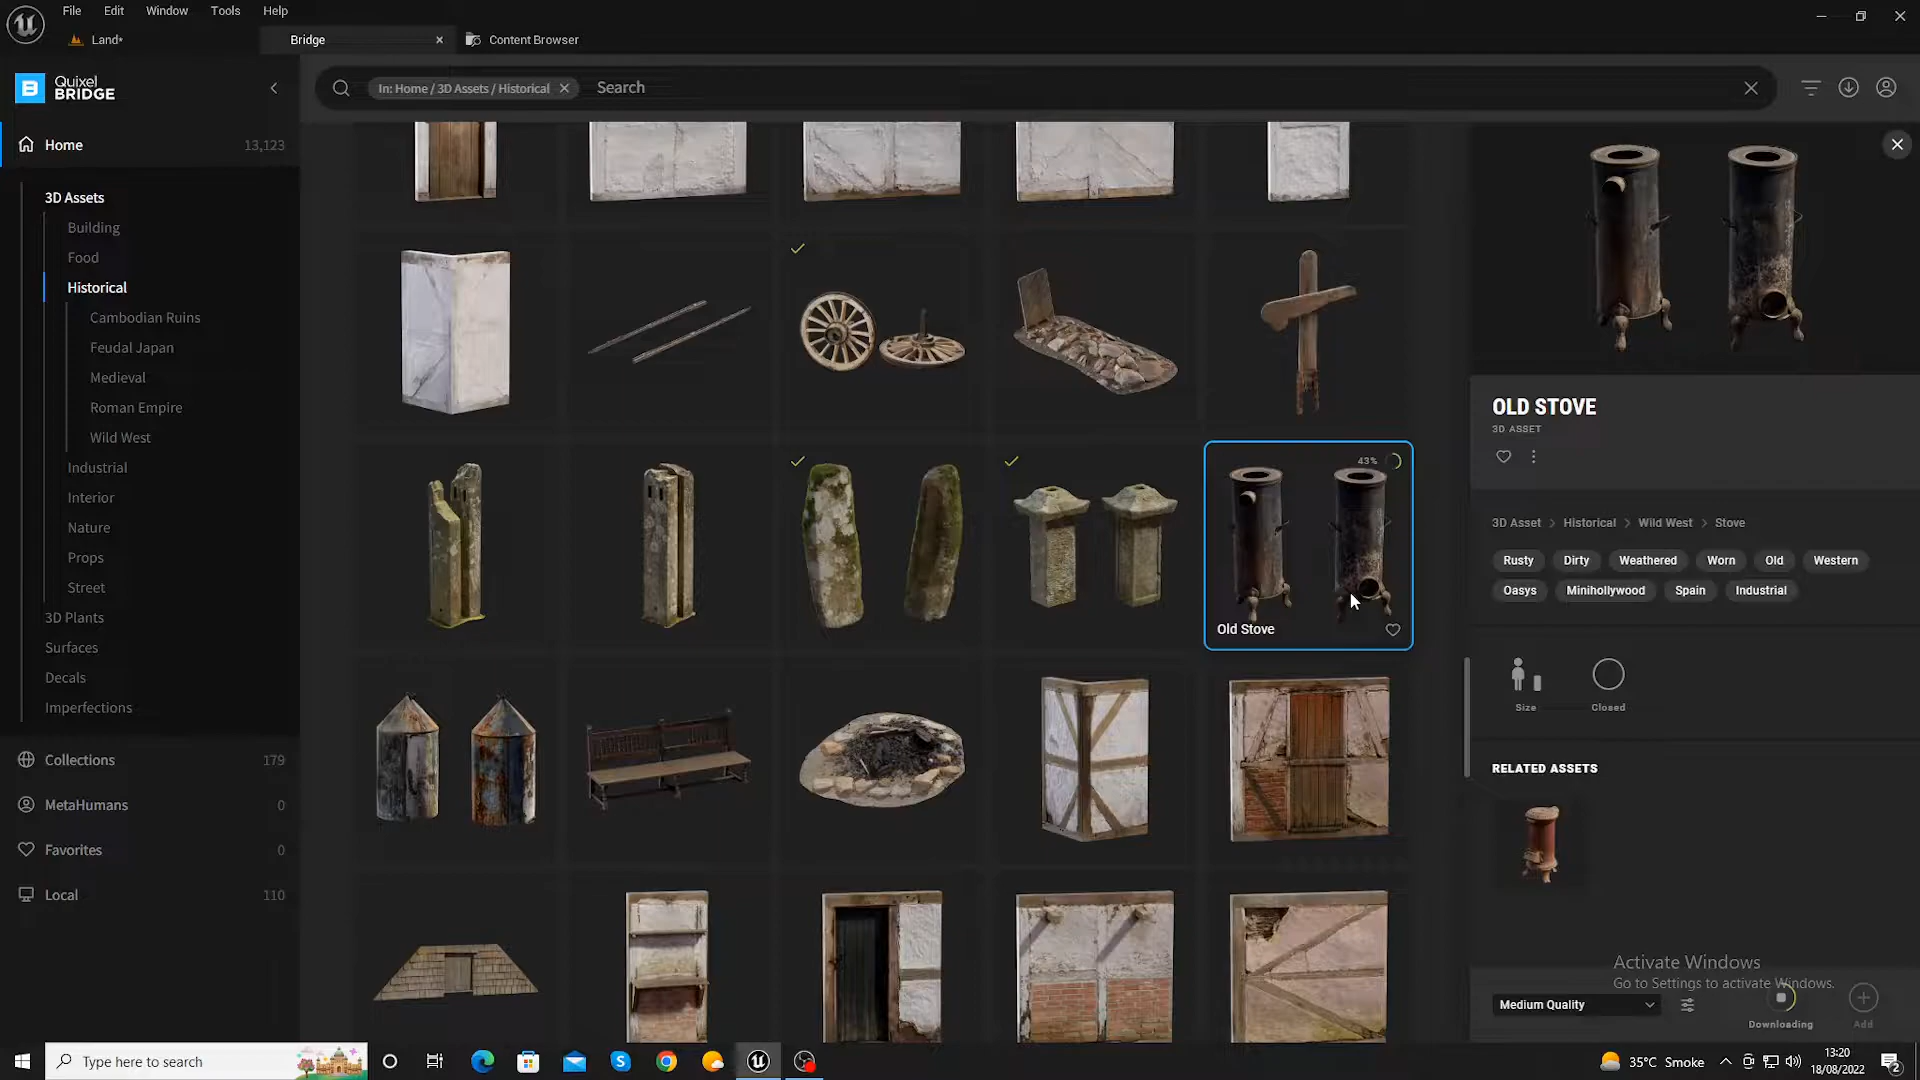 File Edit Window Tools Help
Land*
Bridge
Content Browser
Quixel
BRIDGE
In: Home / 3D Assets / Historical
Search
Home 13,123
3D Assets
Building
Food
Historical
Cambodian Ruins
Feudal Japan
Medieval
Roman Empire
Wild West
Industrial
Interior
Nature
Props
Street
3D Plants
Surfaces
Decals
Imperfections
Collections 179
MetaHumans 0
Favorites 0
Local 110
43%
Old Stove
OLD STOVE
3D ASSET
3D Asset > Historical > Wild West > Stove
Rusty Dirty Weathered Worn Old Western
Oasys Minihollywood Spain Industrial
Size Closed
RELATED ASSETS
Activate Windows
Go to Settings to activate Windows.
Medium Quality
Downloading Add
Type here to search
35°C Smoke
13:20
18/08/2022
2